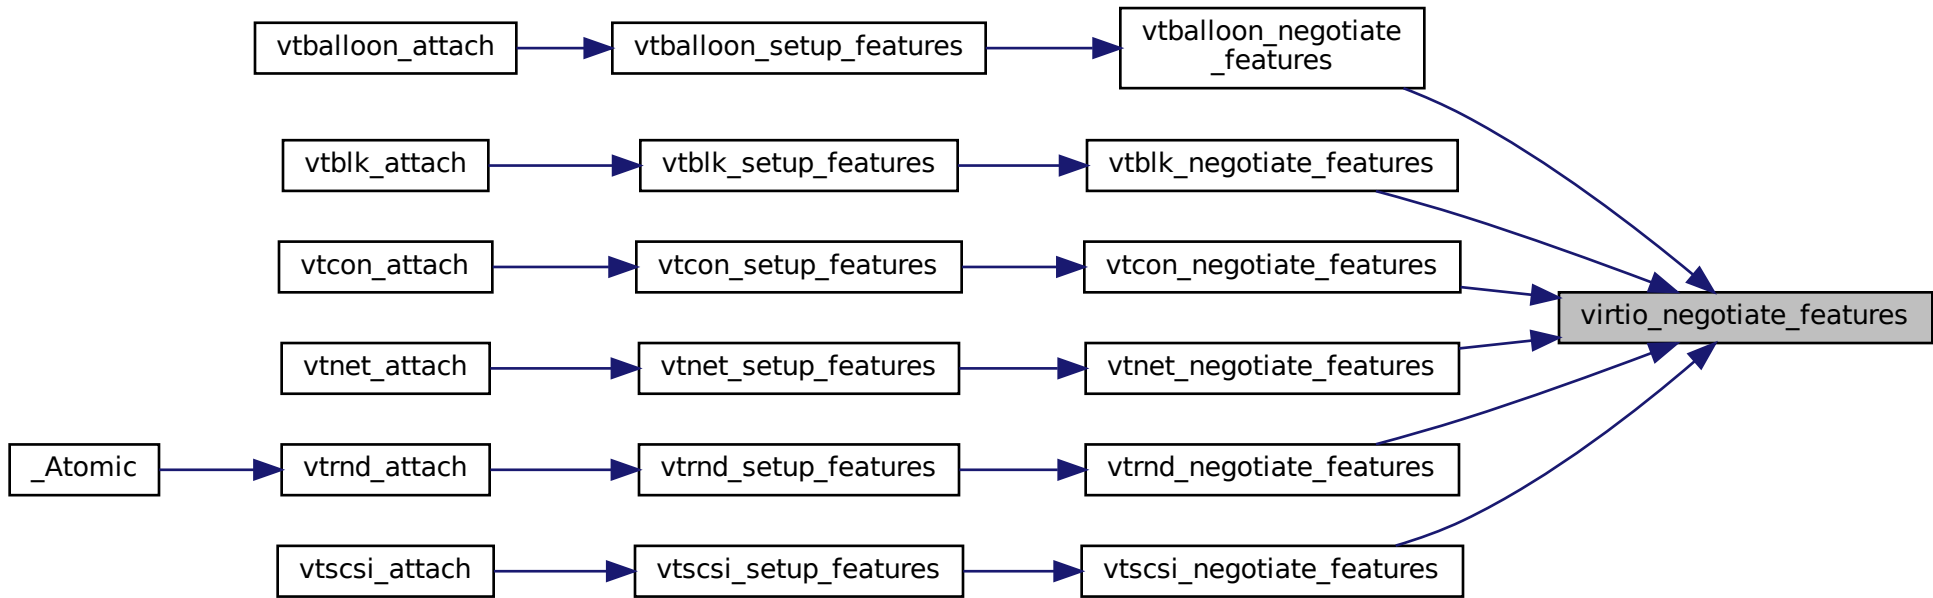 vtballoon_attach
vtballoon_setup_features
vtballoon_negotiate
_features
vtblk_attach
vtblk_setup_features
vtblk_negotiate_features
vtcon_attach
vtcon_setup_features
vtcon_negotiate_features
virtio_negotiate_features
vtnet_attach
vtnet_setup_features
vtnet_negotiate_features
_Atomic
vtrnd_attach
vtrnd_setup_features
vtrnd_negotiate_features
vtscsi_attach
vtscsi_setup_features
vtscsi_negotiate_features